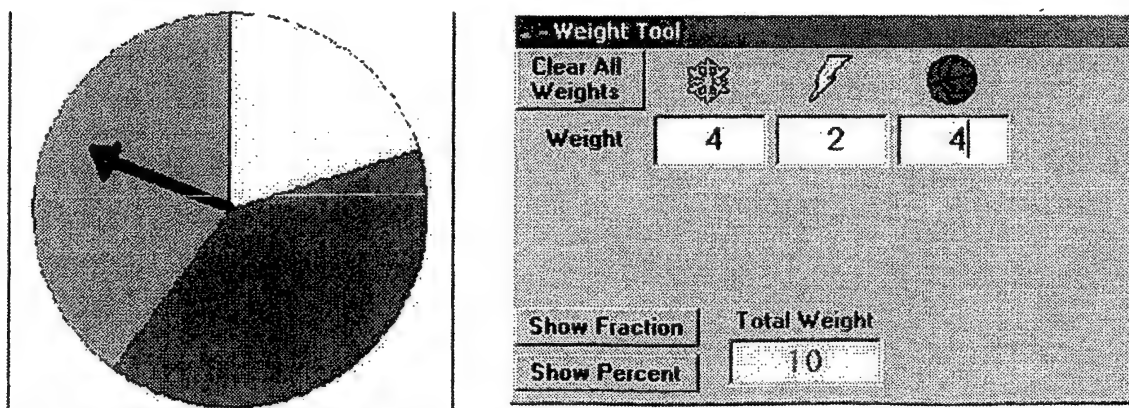 Weight Tool
Clear All
Weights
Weight 4 2 4
Show Fraction
Total Weight
10
Show Percent